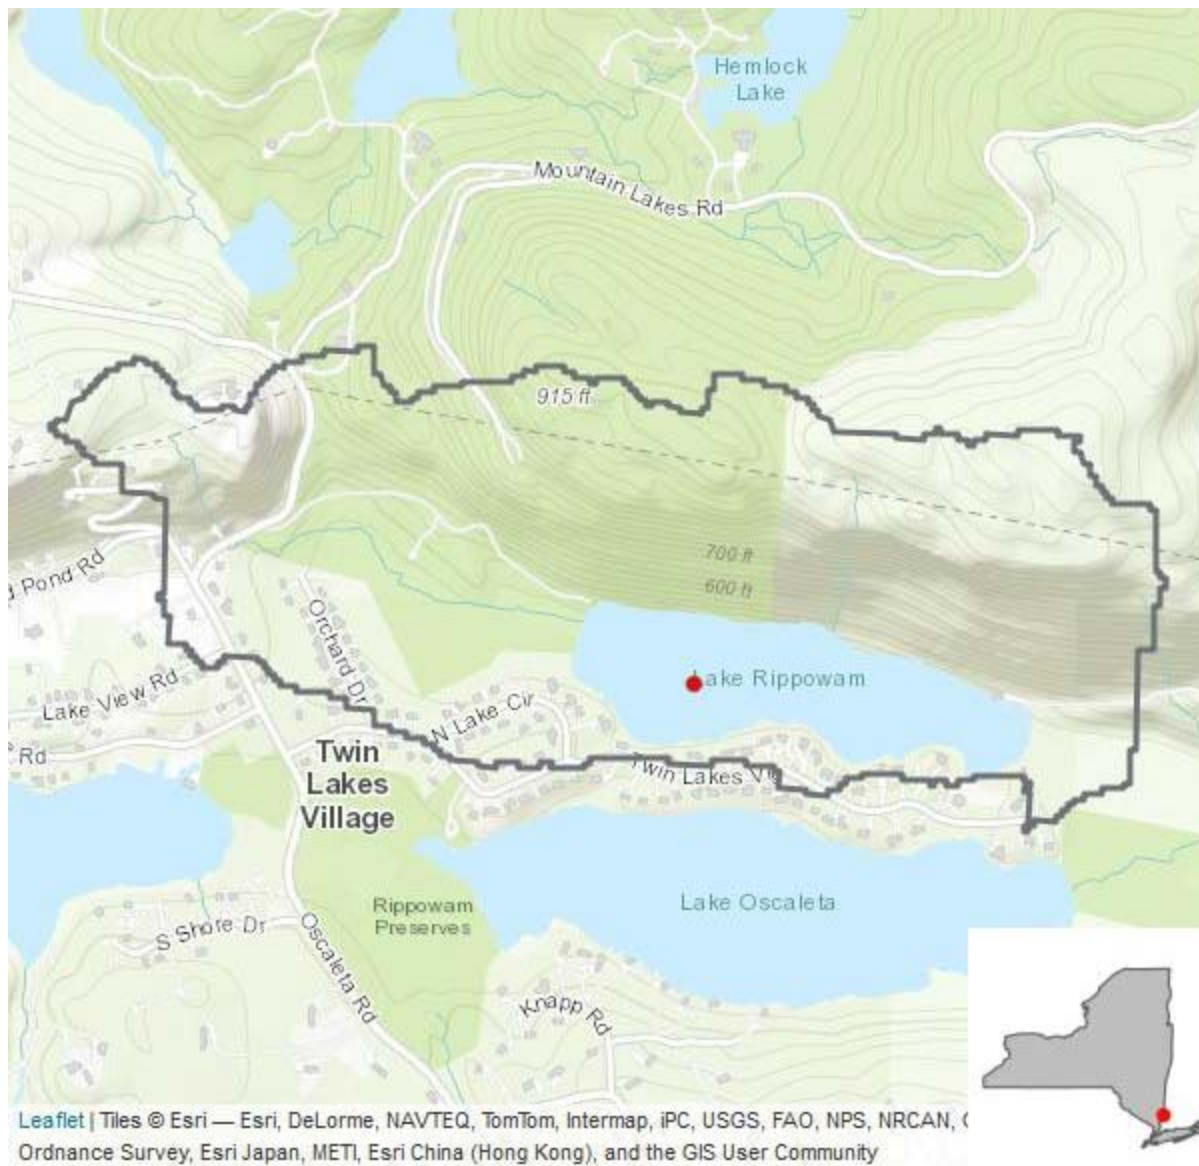 Hemlock
Lake
Mountain Lakes Rd
915 ft
700 ft
600 ft
d Pond Rd
Orchard Dr
Lake View Rd
N Lake Cir
Lake Rippowam
Rd
Twin
Lakes
Village
Twin Lakes
Lake Oscaleta
Rippowam
Preserves
S Shore Dr
Oscaleta Rd
Knapp Rd
Leaflet | Tiles © Esri — Esri, DeLorme, NAVTEQ, TomTom, Intermap, iPC, USGS, FAO, NPS, NRCAN,
Ordnance Survey, Esri Japan, METI, Esri China (Hong Kong), and the GIS User Community